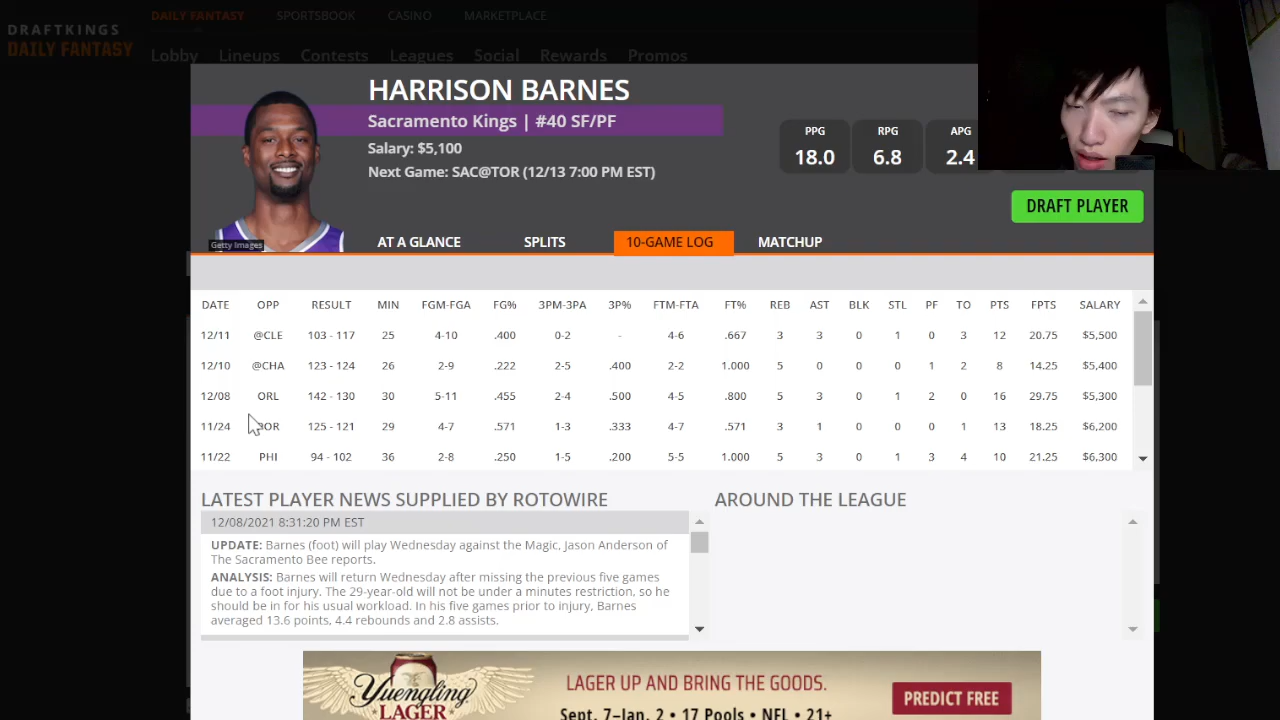 DAILY FANTASY SPORTSBOOK CASINO MARKETPLACE
DRAFTKINGS
DAILY FANTASY
Lobby Lineups Contests Leagues Social Rewards Promos
HARRISON BARNES
Sacramento Kings | #40 SF/PF
Salary: $5,100
Next Game: SAC@TOR (12/13 7:00 PM EST)
PPG RPG APG
18.0 6.8 2.4
DRAFT PLAYER
Getty Images
AT A GLANCE SPLITS 10-GAME LOG MATCHUP
DATE OPP RESULT MIN FGM-FGA FG% 3PM-3PA 3P% FTM-FTA FT% REB AST BLK STL PF TO PTS FPTS SALARY
12/11 @CLE 103 - 117 25 4-10 .400 0-2 - 4-6 .667 3 3 0 1 0 3 12 20.75 $5,500
12/10 @CHA 123 - 124 26 2-9 .222 2-5 .400 2-2 1.000 5 0 0 0 1 2 8 14.25 $5,400
12/08 ORL 142 - 130 30 5-11 .455 2-4 .500 4-5 .800 5 3 0 1 2 0 16 29.75 $5,300
11/24 POR 125 - 121 29 4-7 .571 1-3 .333 4-7 .571 3 1 0 0 0 1 13 18.25 $6,200
11/22 PHI 94 - 102 36 2-8 .250 1-5 .200 5-5 1.000 5 3 0 1 3 4 10 21.25 $6,300
LATEST PLAYER NEWS SUPPLIED BY ROTOWIRE AROUND THE LEAGUE
12/08/2021 8:31:20 PM EST
UPDATE: Barnes (foot) will play Wednesday against the Magic, Jason Anderson of
The Sacramento Bee reports.
ANALYSIS: Barnes will return Wednesday after missing the previous five games
due to a foot injury. The 29-year-old will not be under a minutes restriction, so he
should be in for his usual workload. In his five games prior to injury, Barnes
averaged 13.6 points, 4.4 rebounds and 2.8 assists.
Yuengling
LAGER
LAGER UP AND BRING THE GOODS.
Sept. 7–Jan. 2 • 17 Pools • NFL • 21+
PREDICT FREE